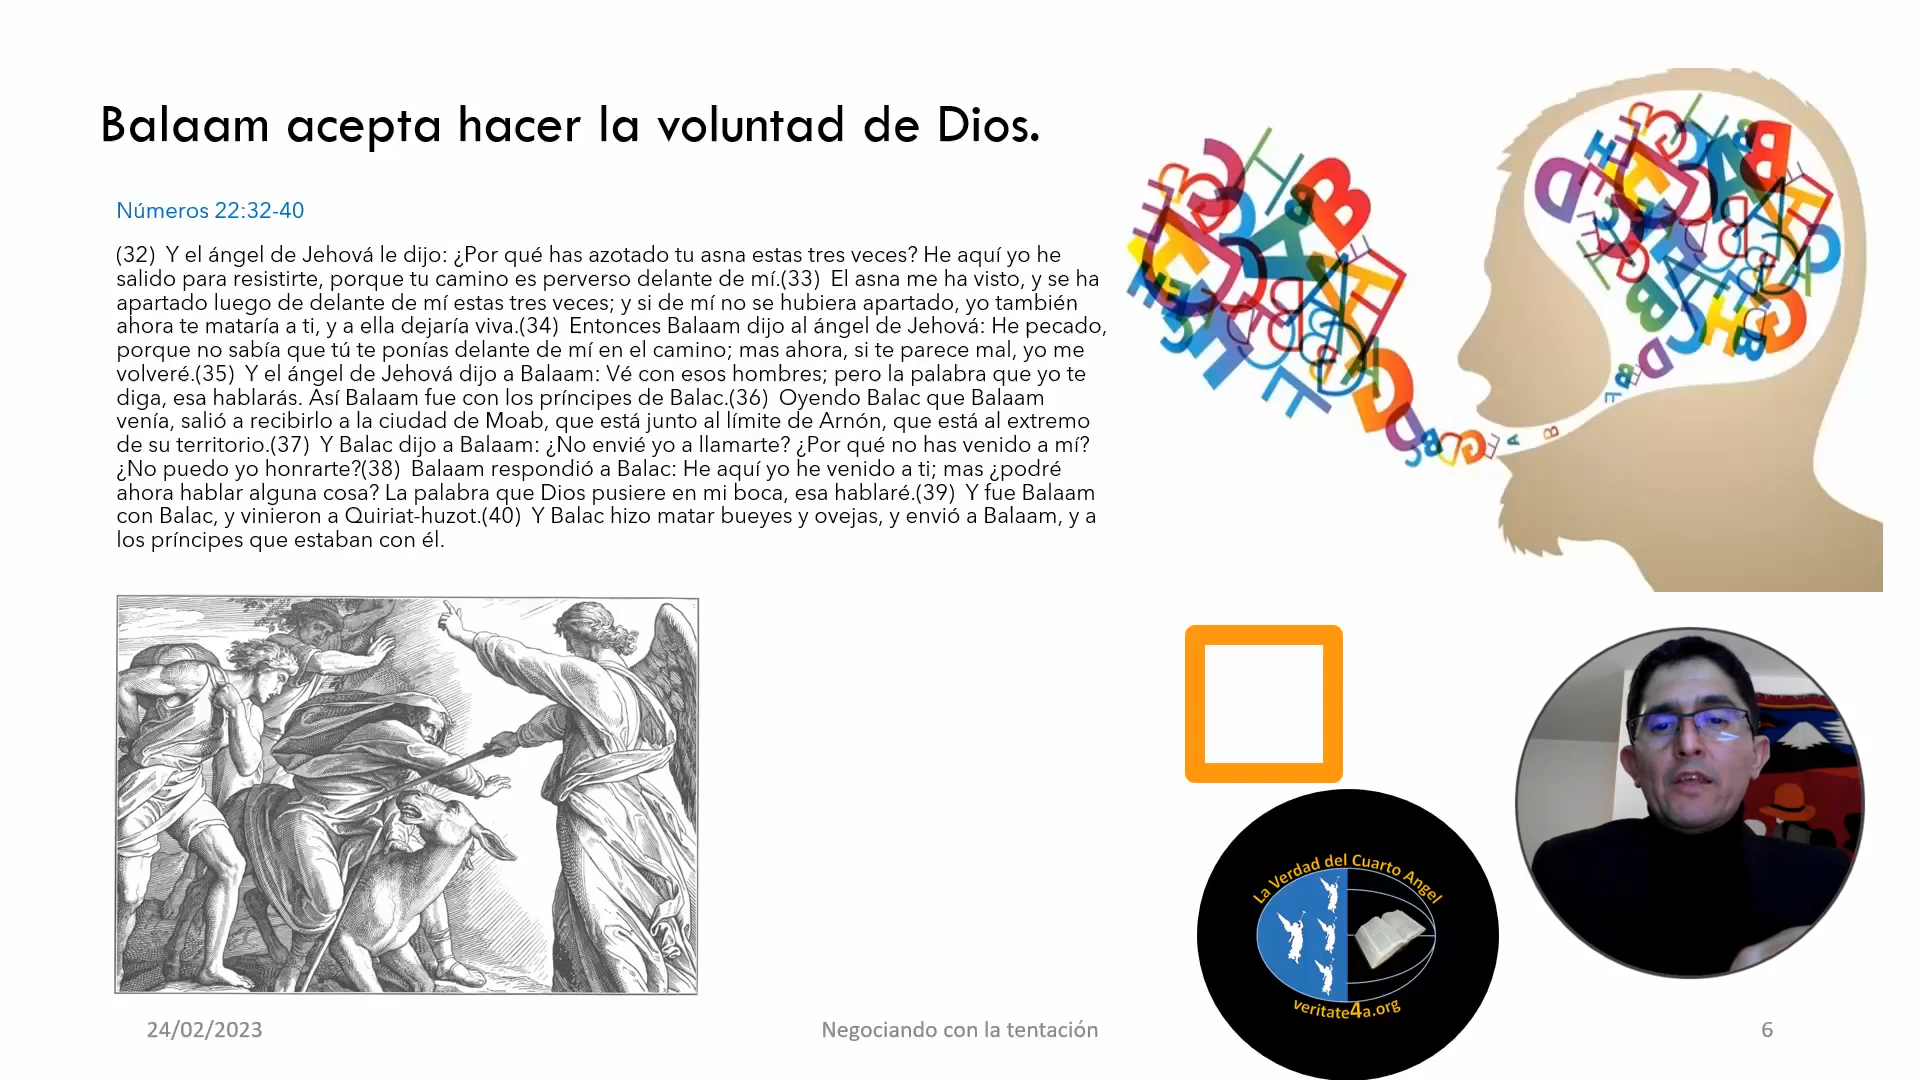 Balaam acepta hacer la voluntad de Dios.
Números 22:32-40
(32)  Y el ángel de Jehová le dijo: ¿Por qué has azotado tu asna estas tres veces? He aquí yo he
salido para resistirte, porque tu camino es perverso delante de mí.(33)  El asna me ha visto, y se ha
apartado luego de delante de mí estas tres veces; y si de mí no se hubiera apartado, yo también
ahora te mataría a ti, y a ella dejaría viva.(34)  Entonces Balaam dijo al ángel de Jehová: He pecado,
porque no sabía que tú te ponías delante de mí en el camino; mas ahora, si te parece mal, yo me
volveré.(35)  Y el ángel de Jehová dijo a Balaam: Vé con esos hombres; pero la palabra que yo te
diga, esa hablarás. Así Balaam fue con los príncipes de Balac.(36)  Oyendo Balac que Balaam
venía, salió a recibirlo a la ciudad de Moab, que está junto al límite de Arnón, que está al extremo
de su territorio.(37)  Y Balac dijo a Balaam: ¿No envié yo a llamarte? ¿Por qué no has venido a mí?
¿No puedo yo honrarte?(38)  Balaam respondió a Balac: He aquí yo he venido a ti; mas ¿podré
ahora hablar alguna cosa? La palabra que Dios pusiere en mi boca, esa hablaré.(39)  Y fue Balaam
con Balac, y vinieron a Quiriat-huzot.(40)  Y Balac hizo matar bueyes y ovejas, y envió a Balaam, y a
los príncipes que estaban con él.
La Verdad del Cuarto Angel
veritate4a.org
24/02/2023
Negociando con la tentación
6